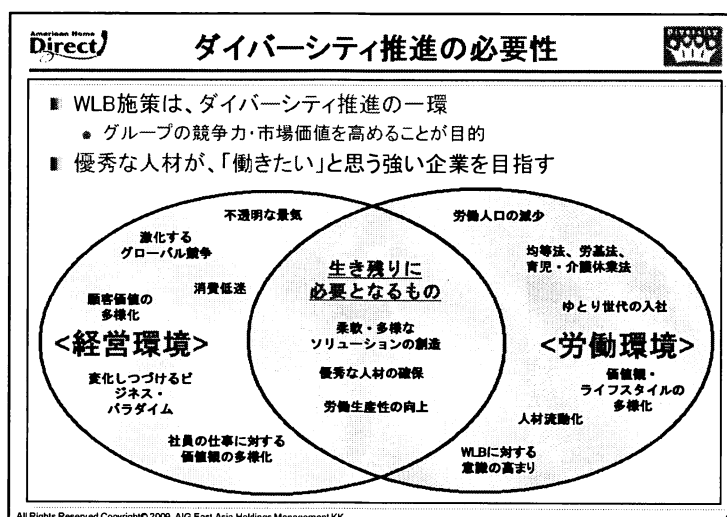 American Home
Direct
ダイバーシティ推進の必要性
DIVERSITY
WLB施策は、ダイバーシティ推進の一環
グループの競争力・市場価値を高めることが目的
優秀な人材が、「働きたい」と思う強い企業を目指す
不透明な景気
激化する
グローバル競争
消費低迷
顧客価値の
多様化
<経営環境>
変化しつづけるビ
ジネス・
パラダイム
社員の仕事に対する
価値観の多様化
生き残りに
必要となるもの
柔軟・多様な
ソリューションの創造
優秀な人材の確保
労働生産性の向上
労働人口の減少
均等法、労基法、
育児・介護休業法
ゆとり世代の入社
<労働環境>
価値観・
ライフスタイルの
多様化
人材流動化
WLBに対する
意識の高まり
All Rights Reserved Copyright© 2009 AIG East Asia Holdings Management KK